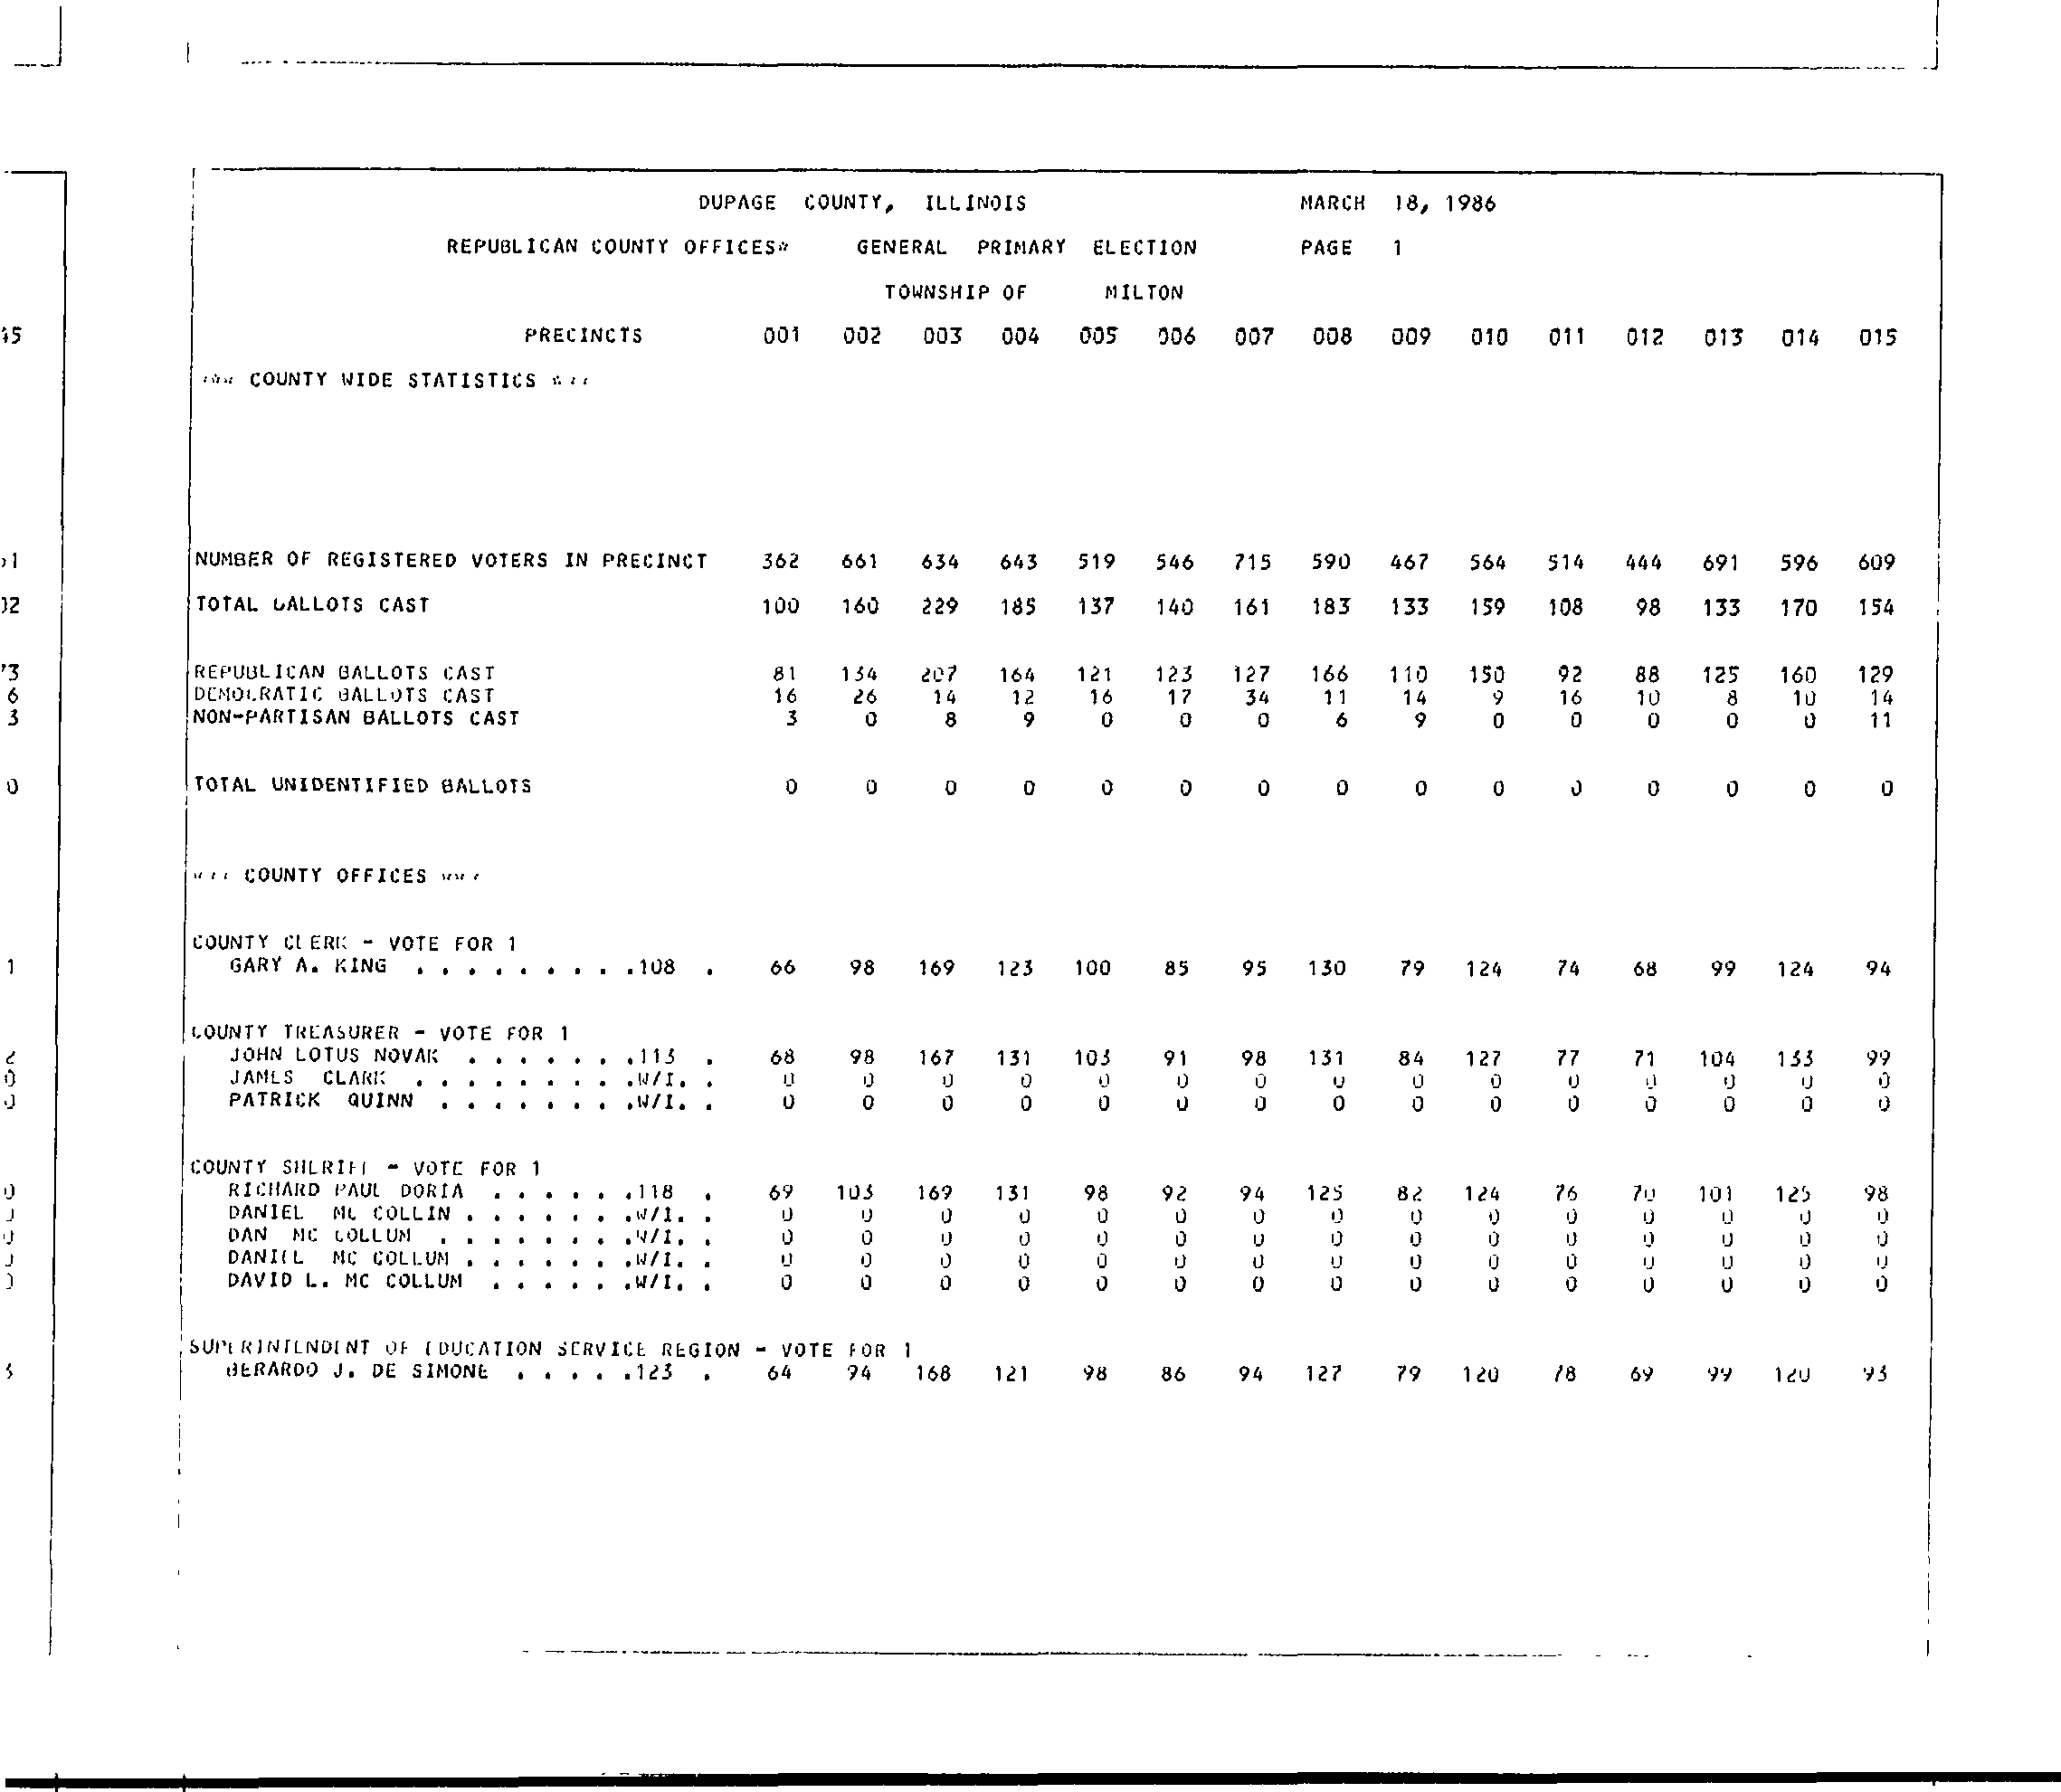 DUPAGE COUNTY, ILLINOIS MARCH 18, 1986
REPUBLICAN COUNTY OFFICES* GENERAL PRIMARY ELECTION PAGE 1
TOWNSHIP OF MILTON
PRECINCTS 001 002 003 004 005 006 007 008 009 010 011 012 013 014 015
*** COUNTY WIDE STATISTICS ***
NUMBER OF REGISTERED VOTERS IN PRECINCT 362 661 634 643 519 546 715 590 467 564 514 444 691 596 609
TOTAL BALLOTS CAST 100 160 229 185 137 140 161 183 133 159 108 98 133 170 154
REPUBLICAN BALLOTS CAST 81 134 207 164 121 123 127 166 110 150 92 88 125 160 129
DEMOCRATIC BALLOTS CAST 16 26 14 12 16 17 34 11 14 9 16 10 8 10 14
NON-PARTISAN BALLOTS CAST 3 0 8 9 0 0 0 6 9 0 0 0 0 0 11
TOTAL UNIDENTIFIED BALLOTS 0 0 0 0 0 0 0 0 0 0 0 0 0 0 0
*** COUNTY OFFICES ***
COUNTY CLERK - VOTE FOR 1
GARY A. KING . . . . . . . . .108 . 66 98 169 123 100 85 95 130 79 124 74 68 99 124 94
COUNTY TREASURER - VOTE FOR 1
JOHN LOTUS NOVAK . . . . . . .113 . 68 98 167 131 103 91 98 131 84 127 77 71 104 133 99
JAMES CLARK . . . . . . . . .W/I. . 0 0 0 0 0 0 0 0 0 0 0 0 0 0 0
PATRICK QUINN . . . . . . . .W/I. . 0 0 0 0 0 0 0 0 0 0 0 0 0 0 0
COUNTY SHERIFF - VOTE FOR 1
RICHARD PAUL DORIA . . . . . .118 . 69 103 169 131 98 92 94 125 82 124 76 70 101 125 98
DANIEL MC COLLIN . . . . . . .W/I. . 0 0 0 0 0 0 0 0 0 0 0 0 0 0 0
DAN MC COLLUM . . . . . . . .W/I. . 0 0 0 0 0 0 0 0 0 0 0 0 0 0 0
DANIEL MC COLLUM . . . . . . .W/I. . 0 0 0 0 0 0 0 0 0 0 0 0 0 0 0
DAVID L. MC COLLUM . . . . . .W/I. . 0 0 0 0 0 0 0 0 0 0 0 0 0 0 0
SUPERINTENDENT OF EDUCATION SERVICE REGION - VOTE FOR 1
BERARDO J. DE SIMONE . . . . .123 . 64 94 168 121 98 86 94 127 79 120 78 69 99 120 93